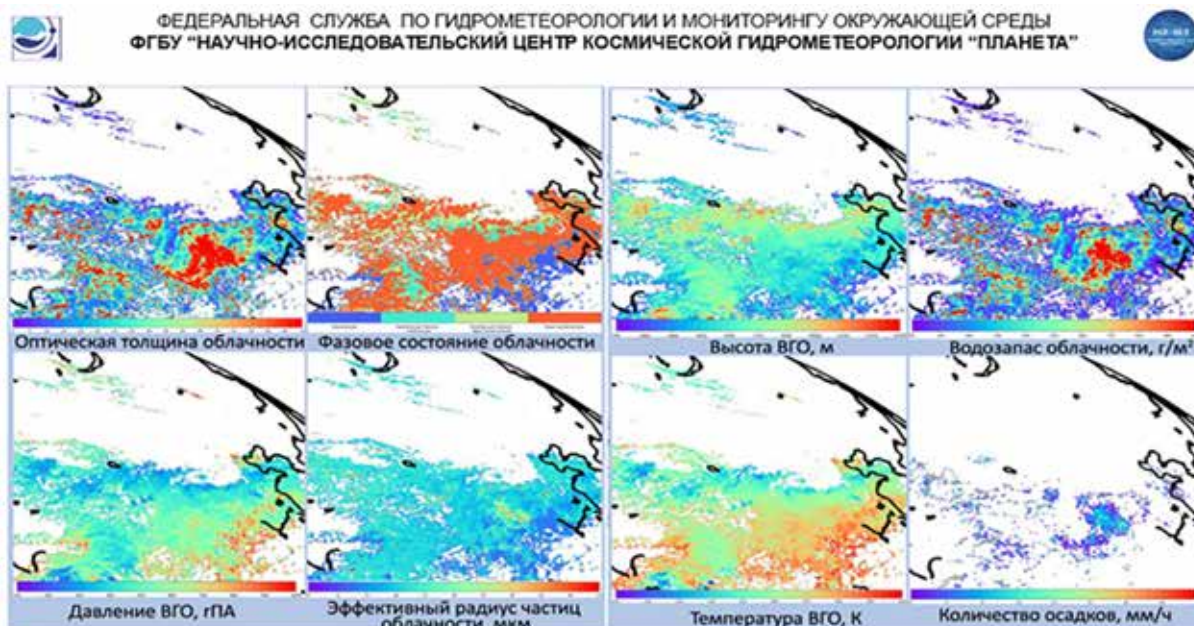 ФЕДЕРАЛЬНАЯ СЛУЖБА ПО ГИДРОМЕТЕОРОЛОГИИ И МОНИТОРИНГУ ОКРУЖАЮЩЕЙ СРЕДЫ
ФГБУ “НАУЧНО-ИССЛЕДОВАТЕЛЬСКИЙ ЦЕНТР КОСМИЧЕСКОЙ ГИДРОМЕТЕОРОЛОГИИ “ПЛАНЕТА”
Оптическая толщина облачности
Фазовое состояние облачности
Высота ВГО, м
Водозапас облачности, г/м²
Давление ВГО, гПА
Эффективный радиус частиц
облачности, мкм
Температура ВГО, К
Количество осадков, мм/ч